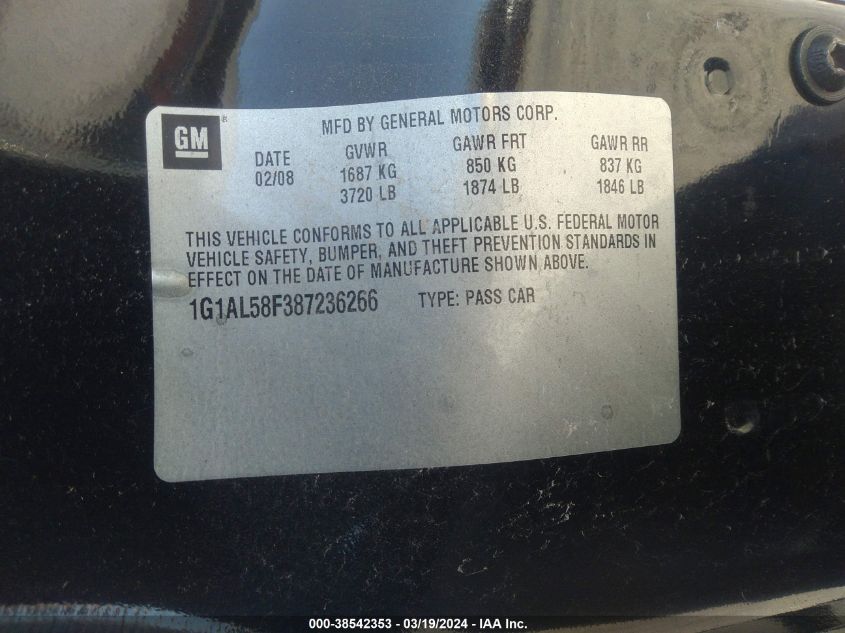 GM ®
MFD BY GENERAL MOTORS CORP.
DATE GVWR GAWR FRT GAWR RR
02/08 1687 KG 850 KG 837 KG
3720 LB 1874 LB 1846 LB
THIS VEHICLE CONFORMS TO ALL APPLICABLE U.S. FEDERAL MOTOR
VEHICLE SAFETY, BUMPER, AND THEFT PREVENTION STANDARDS IN
EFFECT ON THE DATE OF MANUFACTURE SHOWN ABOVE.
1G1AL58F387236266 TYPE: PASS CAR
000-38542353 - 03/19/2024 - IAA Inc.